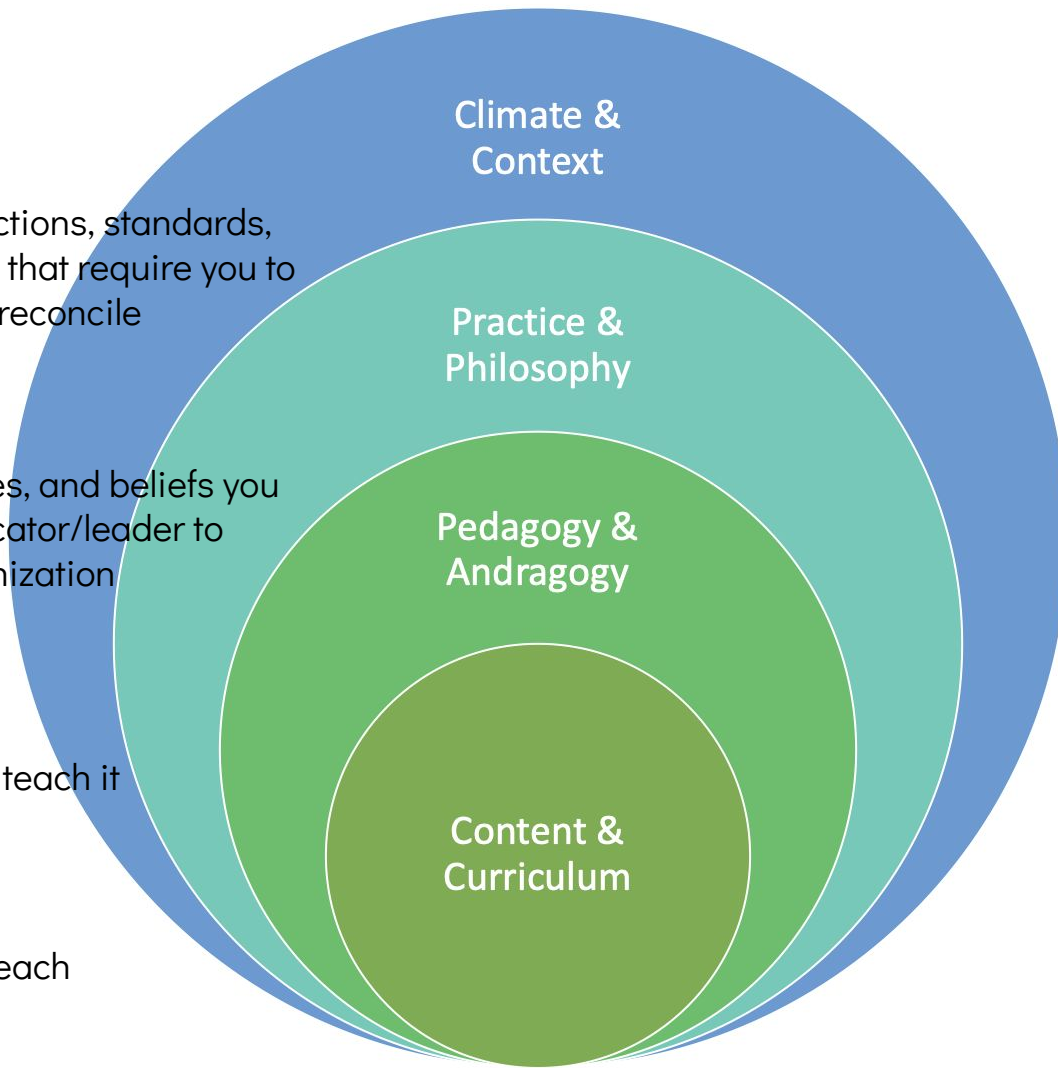 Climate &
Context
ctions, standards,
that require you to
reconcile
Practice &
Philosophy
es, and beliefs you
cator/leader to
nization
Pedagogy &
Andragogy
teach it
Content &
Curriculum
each